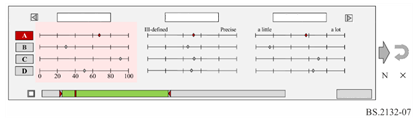 Ill-defined Precise a little a lot
A
B
C
D
0 20 40 60 80 100
N ×
BS.2132-07